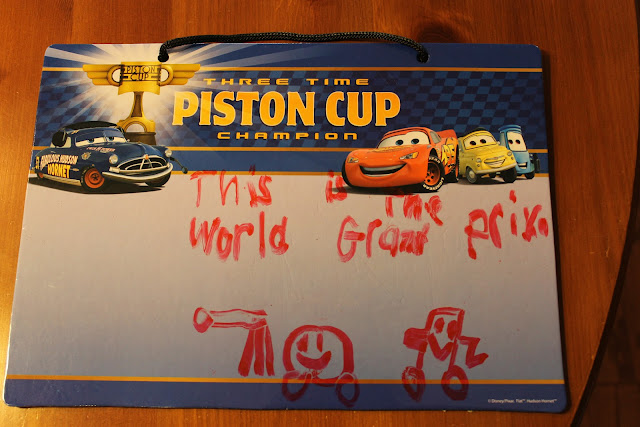 PISTON
CUP
THREE TIME
PISTON CUP
CHAMPION
FABULOUS HUDSON
HORNET
This is The
World Grand prix.